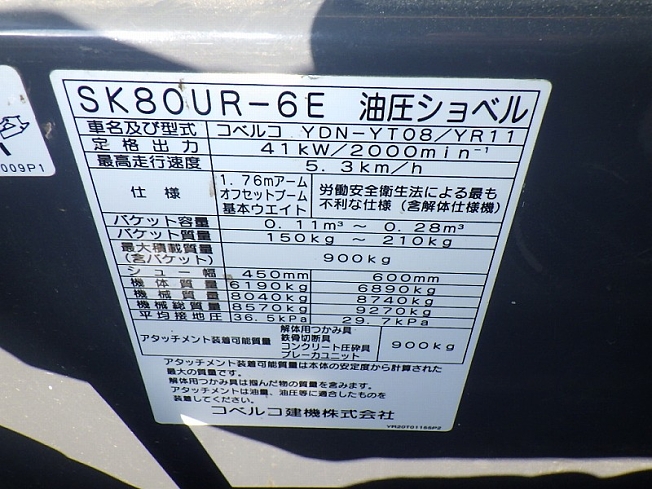 SK80UR-6E 油圧ショベル
車名及び型式 コベルコ YDN-YT08/YR11
定格出力 41kW/2000min⁻¹
最高走行速度 5.3km/h
仕様 1.76mアーム オフセットブーム 基本ウエイト 労働安全衛生法による最も 不利な仕様(含解体仕様機)
バケット容量 0.11m³ ～ 0.28m³
バケット質量 150kg ～ 210kg
最大積載質量 (含バケット) 900kg
シュー幅 450mm 600mm
機体質量 6190kg 6890kg
機械質量 8040kg 8740kg
機械総質量 8570kg 9270kg
平均接地圧 36.5kPa 29.7kPa
アタッチメント装着可能質量 解体用つかみ具 鉄骨切断具 コンクリート圧砕具 ブレーカユニット 900kg
アタッチメント装着可能質量は本体の安定度から計算された
最大の質量です。
解体用つかみ具は掴んだ物の質量を含みます。
アタッチメントは油量、油圧等に適合したものを
装着してください。
コベルコ建機株式会社
YR20T01155P2
009P1